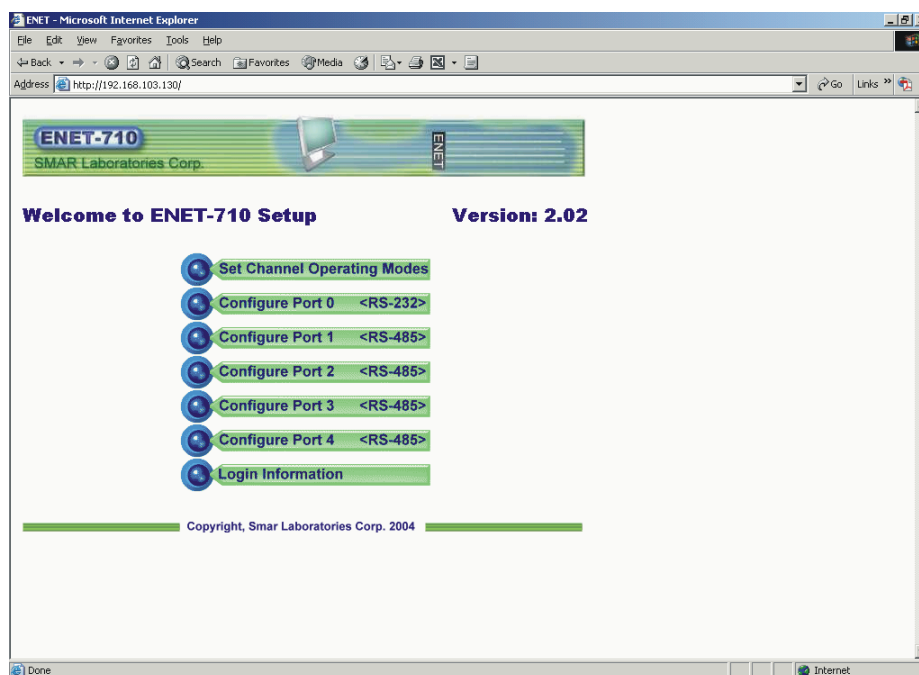 ENET - Microsoft Internet Explorer
File Edit View Favorites Tools Help
Back Search Favorites Media
Address http://192.168.103.130/ Go Links »
ENET-710
SMAR Laboratories Corp.
ENET
Welcome to ENET-710 Setup Version: 2.02
Set Channel Operating Modes
Configure Port 0 <RS-232>
Configure Port 1 <RS-485>
Configure Port 2 <RS-485>
Configure Port 3 <RS-485>
Configure Port 4 <RS-485>
Login Information
Copyright, Smar Laboratories Corp. 2004
Done Internet